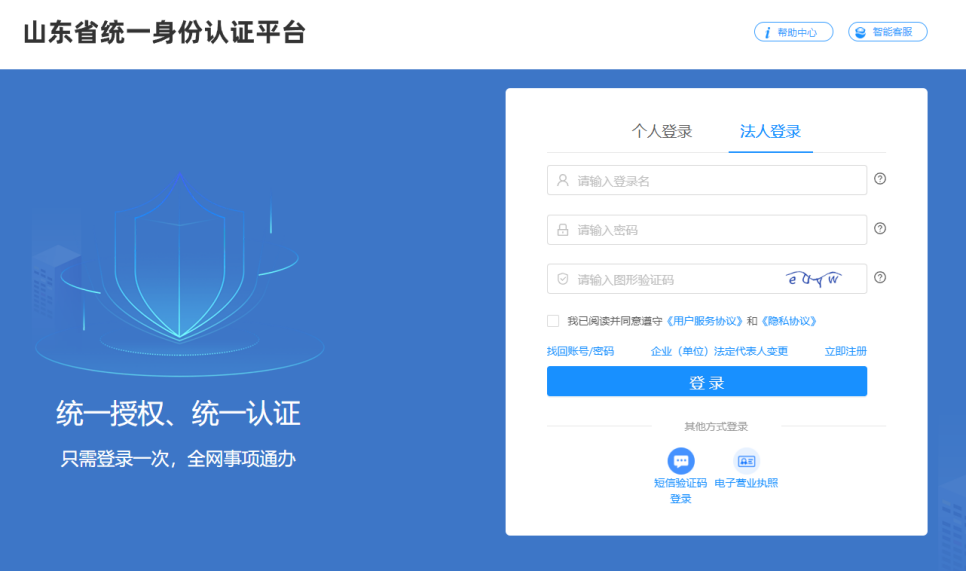 山东省统一身份认证平台
帮助中心
智能客服
个人登录
法人登录
请输入登录名
请输入密码
请输入图形验证码
我已阅读并同意遵守《用户服务协议》和《隐私协议》
找回账号/密码
企业（单位）法定代表人变更
立即注册
登录
其他方式登录
短信验证码
登录
电子营业执照
统一授权、统一认证
只需登录一次，全网事项通办